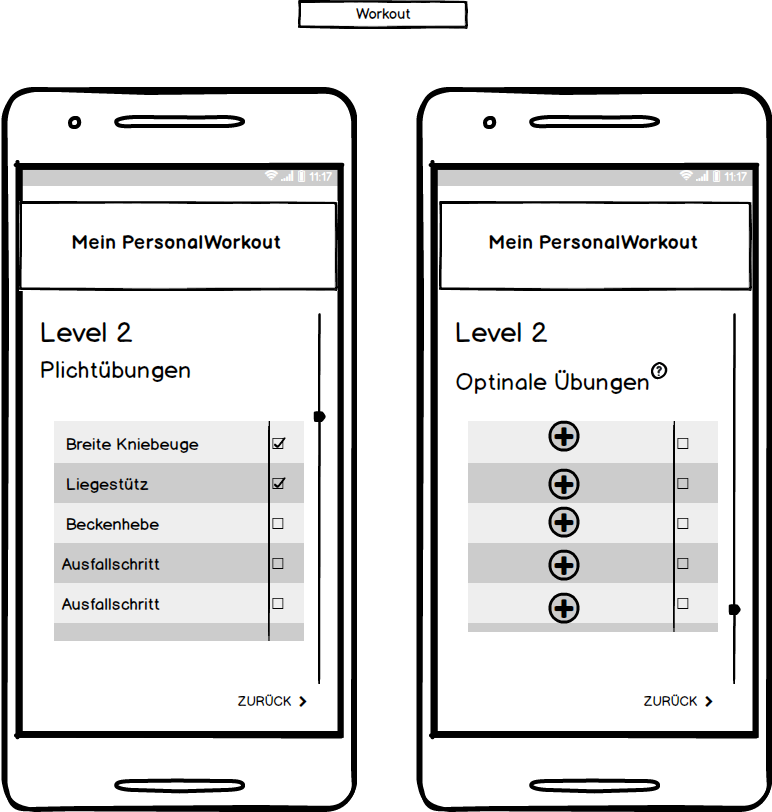 Workout
11:17
Mein PersonalWorkout
Level 2
Plichtübungen
Breite Kniebeuge
Liegestütz
Beckenhebe
Ausfallschritt
Ausfallschritt
ZURÜCK
11:17
Mein PersonalWorkout
Level 2
Optinale Übungen?
ZURÜCK